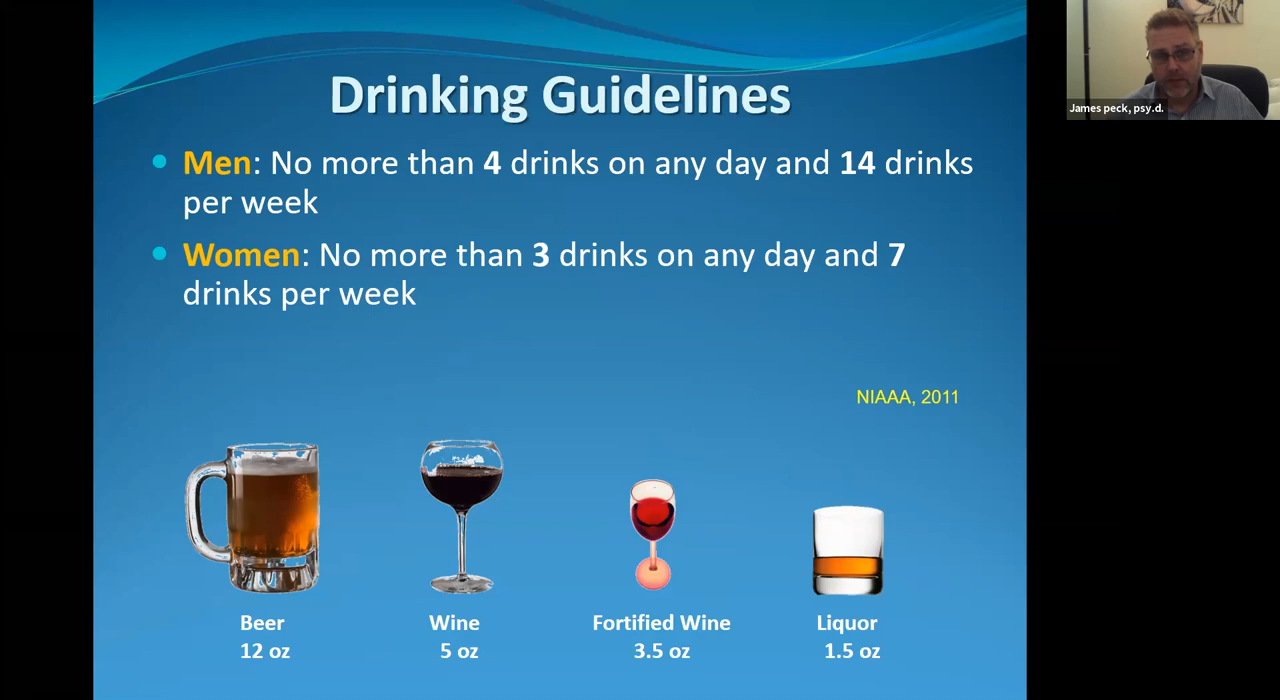 Drinking Guidelines
James peck, psy.d.
• Men: No more than 4 drinks on any day and 14 drinks
per week
• Women: No more than 3 drinks on any day and 7
drinks per week
NIAAA, 2011
Beer
12 oz
Wine
5 oz
Fortified Wine
3.5 oz
Liquor
1.5 oz